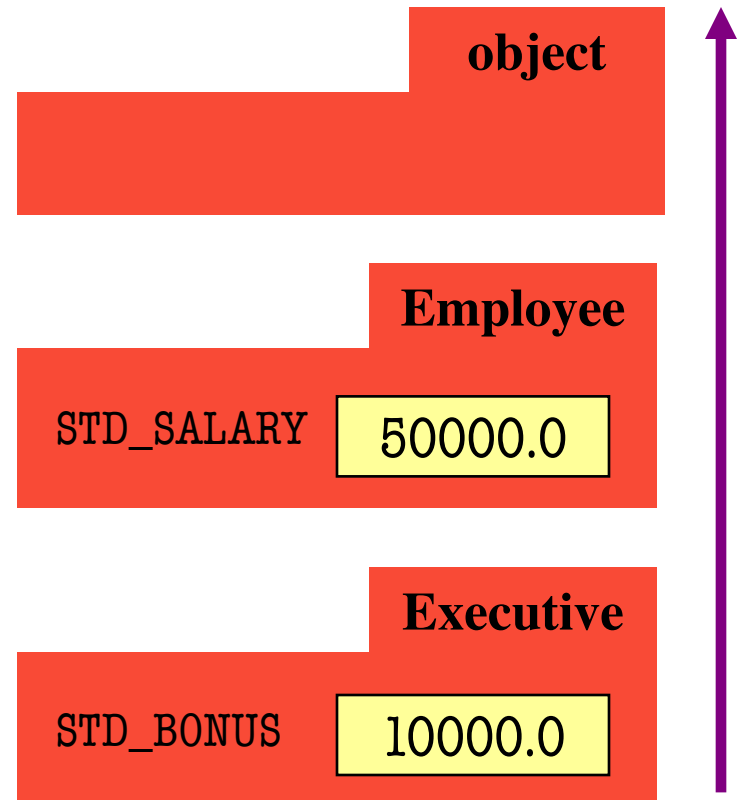 object
Employee
STD_SALARY 50000.0
Executive
STD_BONUS 10000.0